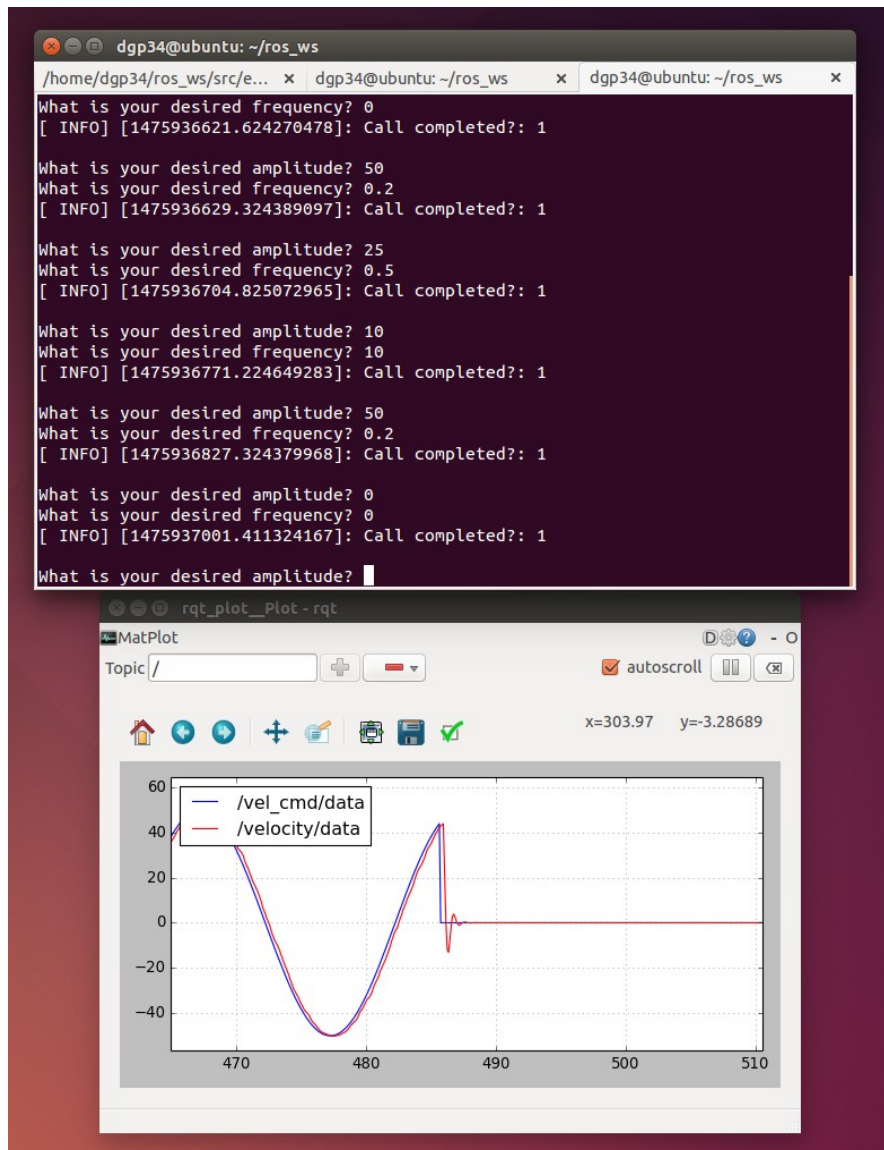 dgp34@ubuntu: ~/ros_ws
/home/dgp34/ros_ws/src/e... × dgp34@ubuntu: ~/ros_ws × dgp34@ubuntu: ~/ros_ws ×
What is your desired frequency? 0
[ INFO] [1475936621.624270478]: Call completed?: 1
What is your desired amplitude? 50
What is your desired frequency? 0.2
[ INFO] [1475936629.324389097]: Call completed?: 1
What is your desired amplitude? 25
What is your desired frequency? 0.5
[ INFO] [1475936704.825072965]: Call completed?: 1
What is your desired amplitude? 10
What is your desired frequency? 10
[ INFO] [1475936771.224649283]: Call completed?: 1
What is your desired amplitude? 50
What is your desired frequency? 0.2
[ INFO] [1475936827.324379968]: Call completed?: 1
What is your desired amplitude? 0
What is your desired frequency? 0
[ INFO] [1475937001.411324167]: Call completed?: 1
What is your desired amplitude?
rqt_plot__Plot - rqt
MatPlot D ? - O
Topic / autoscroll
x=303.97 y=-3.28689
60
/vel_cmd/data
/velocity/data
40
20
0
−20
−40
470 480 490 500 510